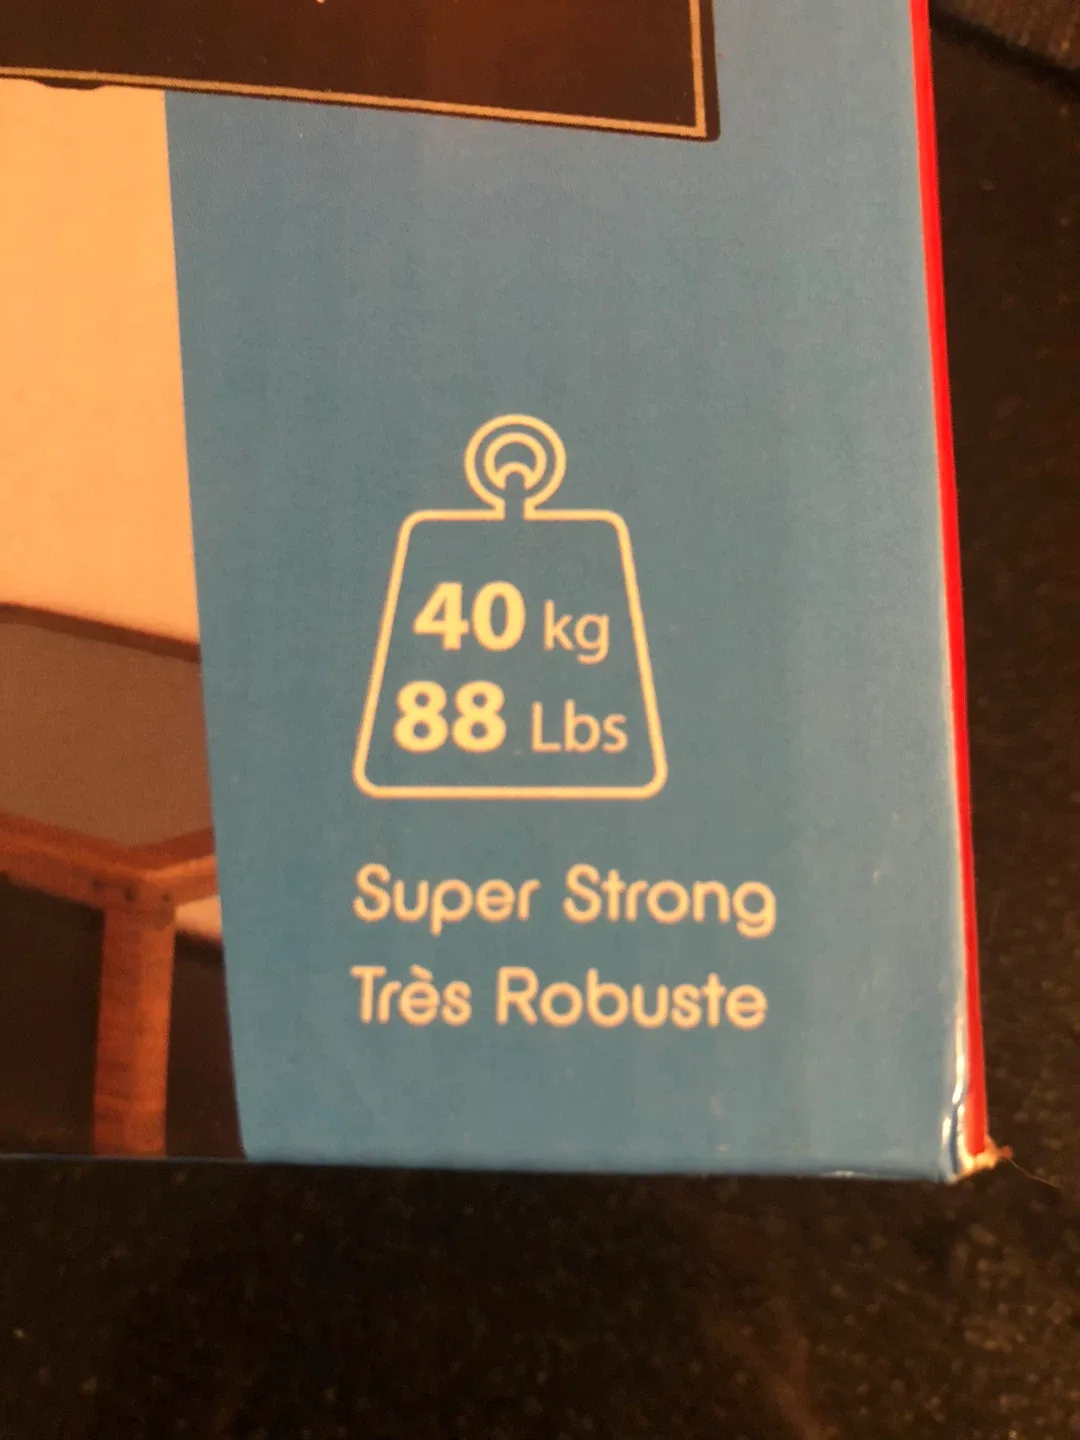 40 kg
88 Lbs
Super Strong
Très Robuste